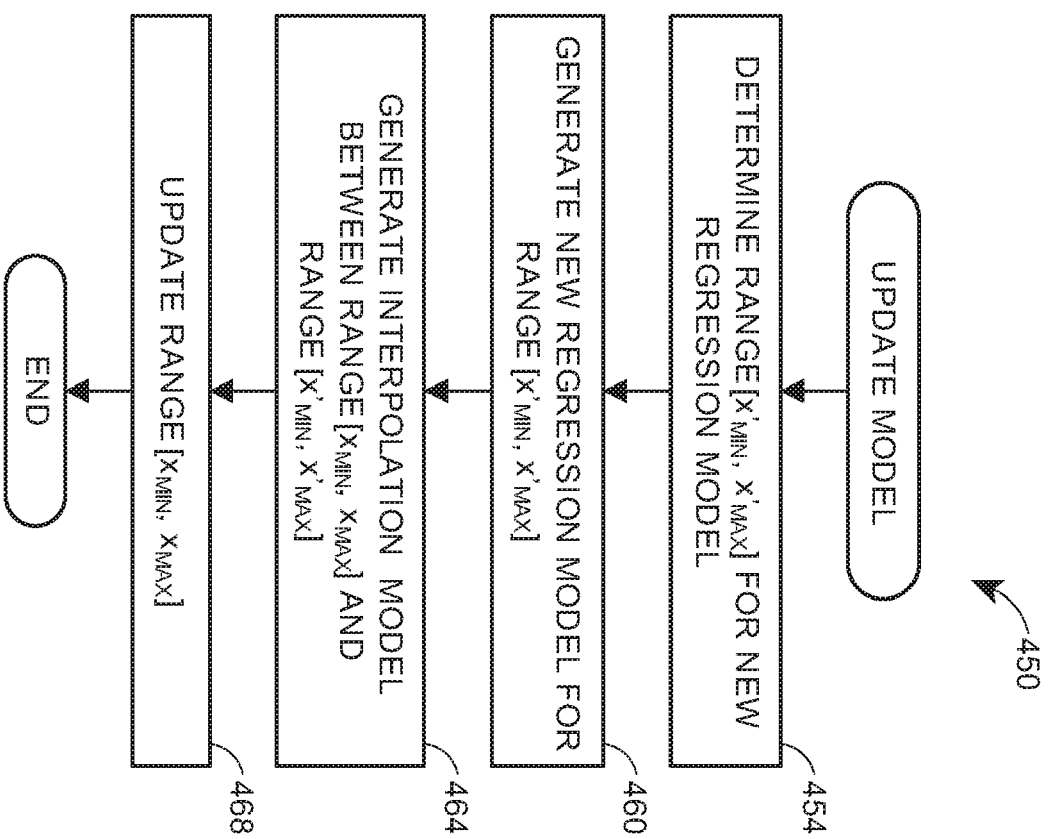 450
UPDATE MODEL
454
DETERMINE RANGE [x'MIN, x'MAX] FOR NEW
REGRESSION MODEL
460
GENERATE NEW REGRESSION MODEL FOR
RANGE [x'MIN, x'MAX]
464
GENERATE INTERPOLATION MODEL
BETWEEN RANGE [xMIN, xMAX] AND
RANGE [x'MIN, x'MAX]
468
UPDATE RANGE [xMIN, xMAX]
END